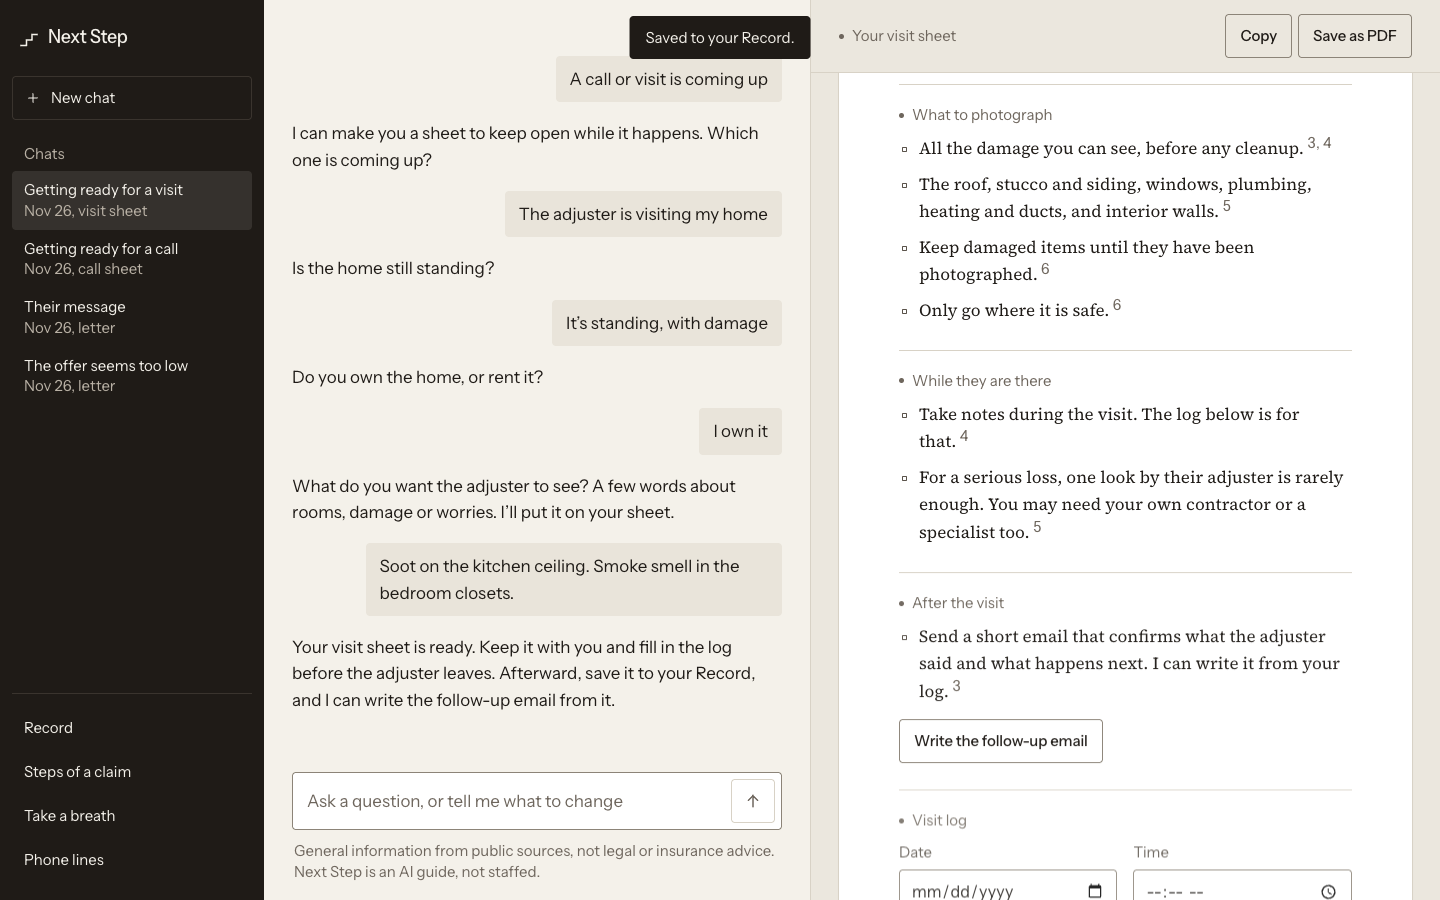 Next Step
New chat
Chats
Getting ready for a visit
Nov 26, visit sheet
Getting ready for a call
Nov 26, call sheet
Their message
Nov 26, letter
The offer seems too low
Nov 26, letter
Record
Steps of a claim
Take a breath
Phone lines
Saved to your Record.
A call or visit is coming up
I can make you a sheet to keep open while it happens. Which
one is coming up?
The adjuster is visiting my home
Is the home still standing?
It’s standing, with damage
Do you own the home, or rent it?
I own it
What do you want the adjuster to see? A few words about
rooms, damage or worries. I’ll put it on your sheet.
Soot on the kitchen ceiling. Smoke smell in the
bedroom closets.
Your visit sheet is ready. Keep it with you and fill in the log
before the adjuster leaves. Afterward, save it to your Record,
and I can write the follow-up email from it.
Ask a question, or tell me what to change
General information from public sources, not legal or insurance advice.
Next Step is an AI guide, not staffed.
Your visit sheet
Copy
Save as PDF
What to photograph
All the damage you can see, before any cleanup. 3, 4
The roof, stucco and siding, windows, plumbing,
heating and ducts, and interior walls. 5
Keep damaged items until they have been
photographed. 6
Only go where it is safe. 6
While they are there
Take notes during the visit. The log below is for
that. 4
For a serious loss, one look by their adjuster is rarely
enough. You may need your own contractor or a
specialist too. 5
After the visit
Send a short email that confirms what the adjuster
said and what happens next. I can write it from your
log. 3
Write the follow-up email
Visit log
Date
Time
mm/dd/yyyy
--:-- --